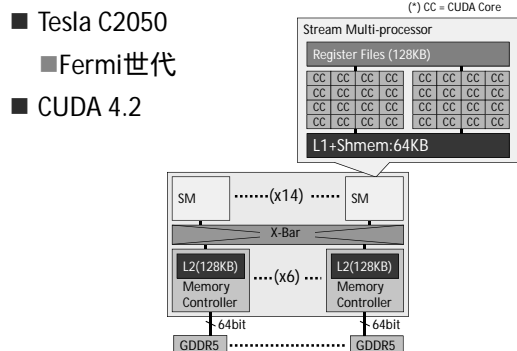 ■ Tesla C2050
■Fermi世代
■ CUDA 4.2
(*) CC = CUDA Core
Stream Multi-processor
Register Files (128KB)
CC CC CC CC CC CC CC CC
CC CC CC CC CC CC CC CC
CC CC CC CC CC CC CC CC
CC CC CC CC CC CC CC CC
L1+Shmem:64KB
SM ······(x14) ······ SM
X-Bar
L2(128KB) ····(x6) ···· L2(128KB)
Memory Memory
Controller Controller
64bit 64bit
GDDR5 GDDR5